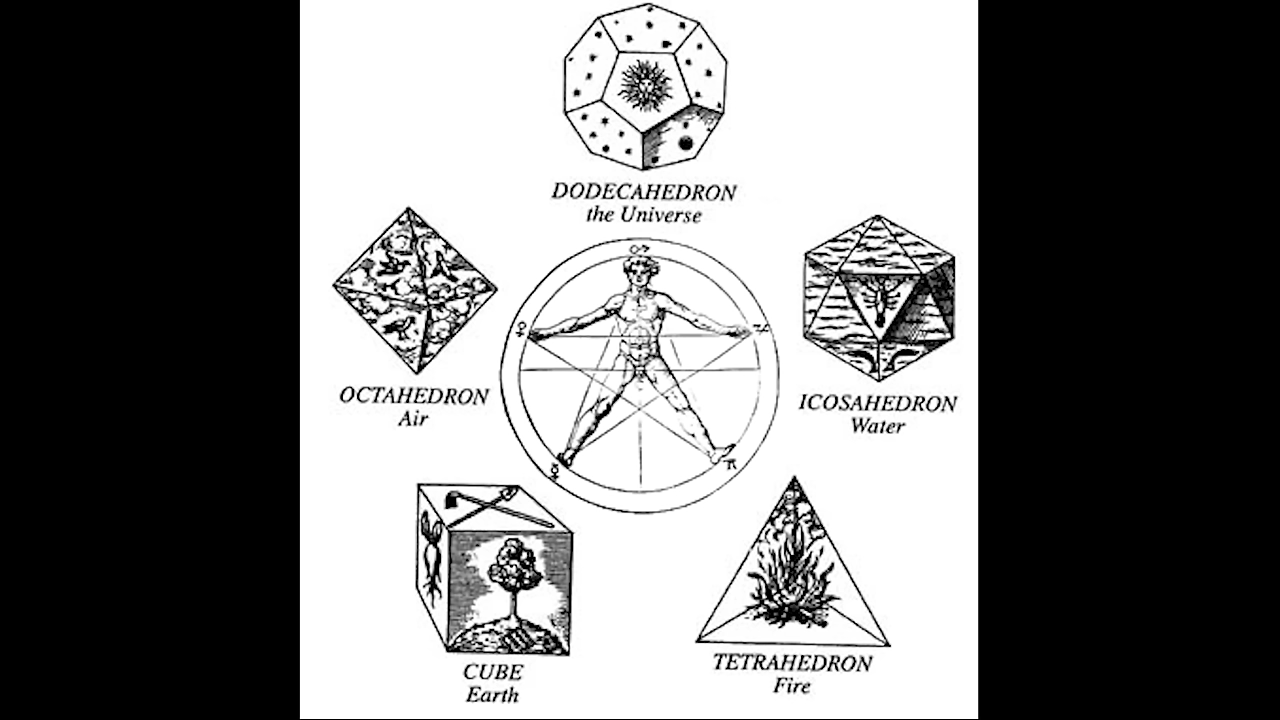 DODECAHEDRON
the Universe
OCTAHEDRON
Air
ICOSAHEDRON
Water
CUBE
Earth
TETRAHEDRON
Fire